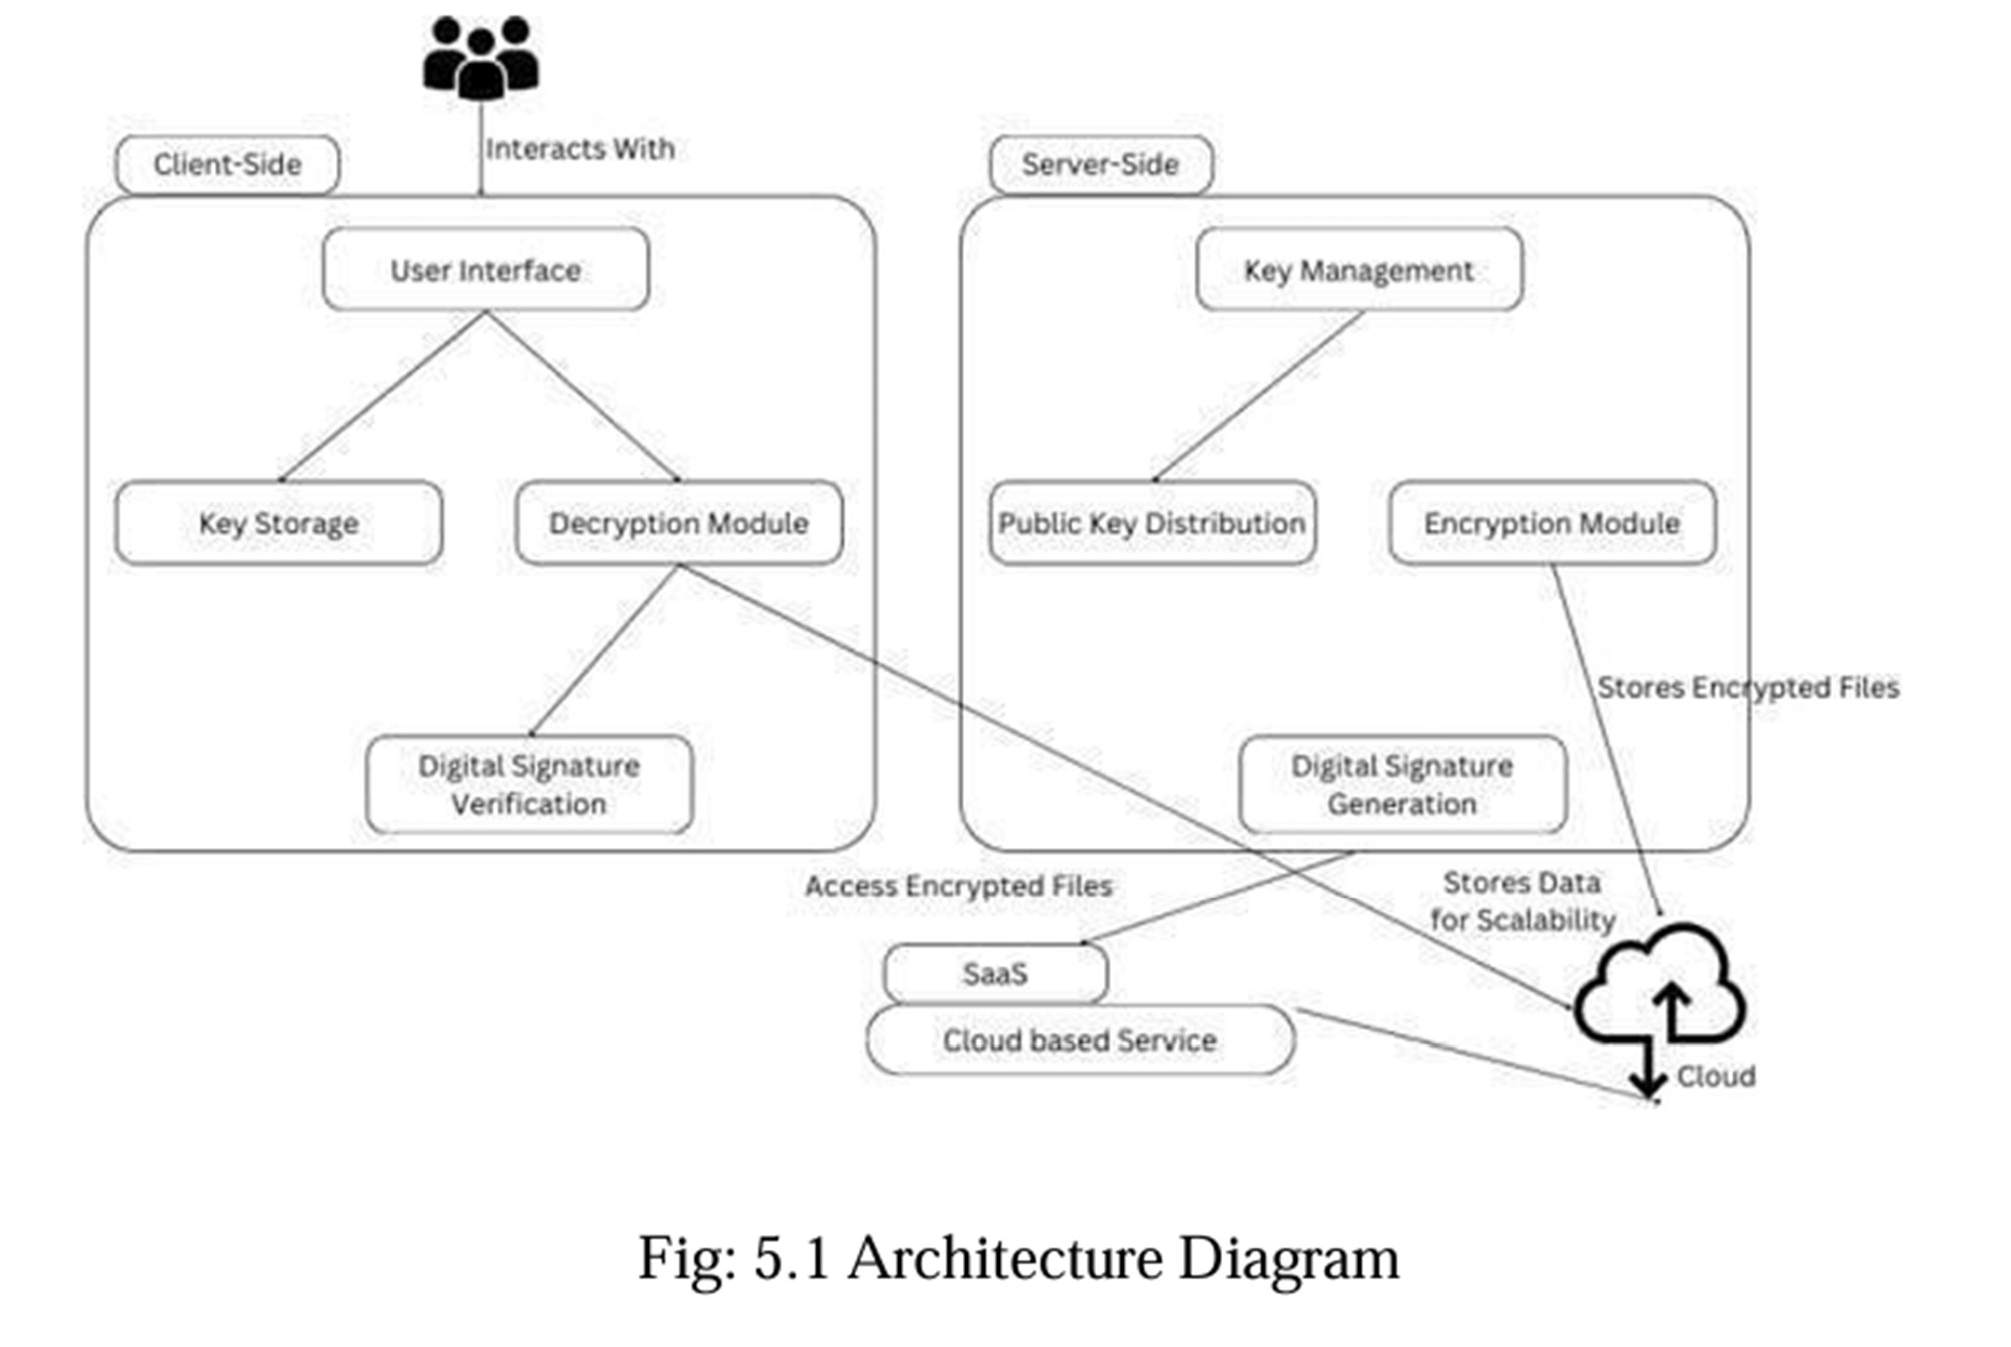 Interacts With
Client-Side
Server-Side
User Interface
Key Management
Key Storage
Decryption Module
Public Key Distribution
Encryption Module
Stores Encrypted Files
Digital Signature
Verification
Digital Signature
Generation
Access Encrypted Files
Stores Data
for Scalability
SaaS
Cloud based Service
Cloud
Fig: 5.1 Architecture Diagram